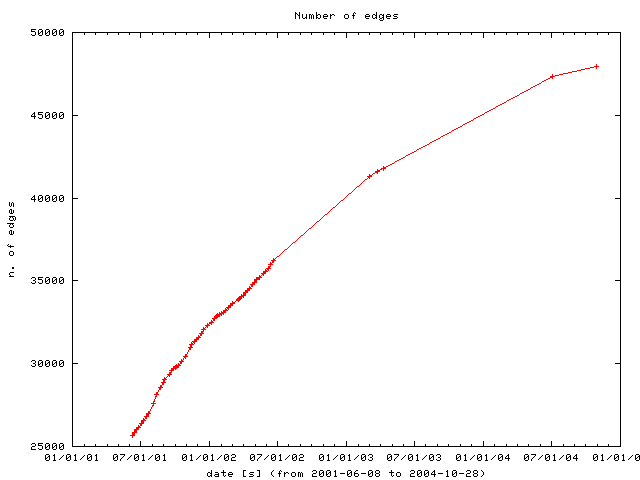 Number of edges
50000
45000
40000
35000
30000
25000
n. of edges
01/01/01 07/01/01 01/01/02 07/01/02 01/01/03 07/01/03 01/01/04 07/01/04 01/01/0
date [s] (from 2001-06-08 to 2004-10-28)